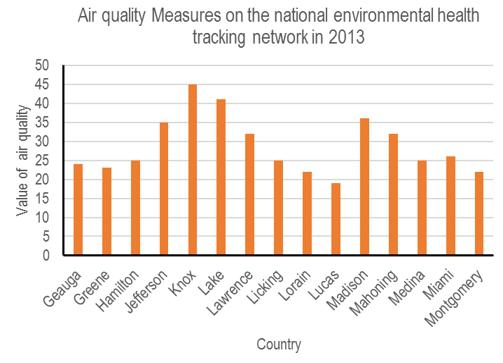 Air quality Measures on the national environmental health
tracking network in 2013
Value of air quality
50
45
40
35
30
25
20
15
10
5
0
Geauga
Greene
Hamilton
Jefferson
Knox
Lake
Lawrence
Licking
Lorain
Lucas
Madison
Mahoning
Medina
Miami
Montgomery
Country